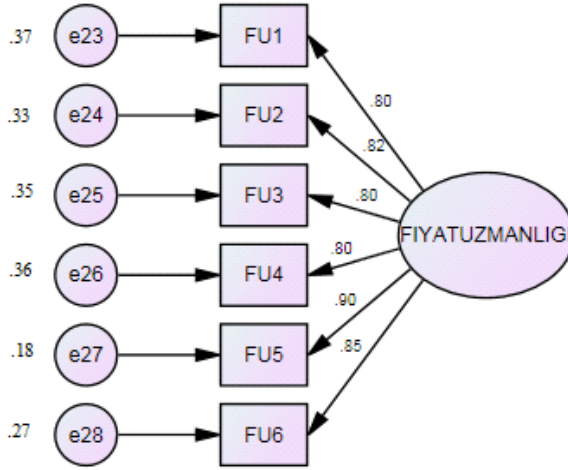 .37 e23 FU1
.80
.33 e24 FU2
.82
.35 e25 FU3
.80
FIYATUZMANLIG
.36 e26 FU4
.80
.90
.18 e27 FU5
.85
.27 e28 FU6